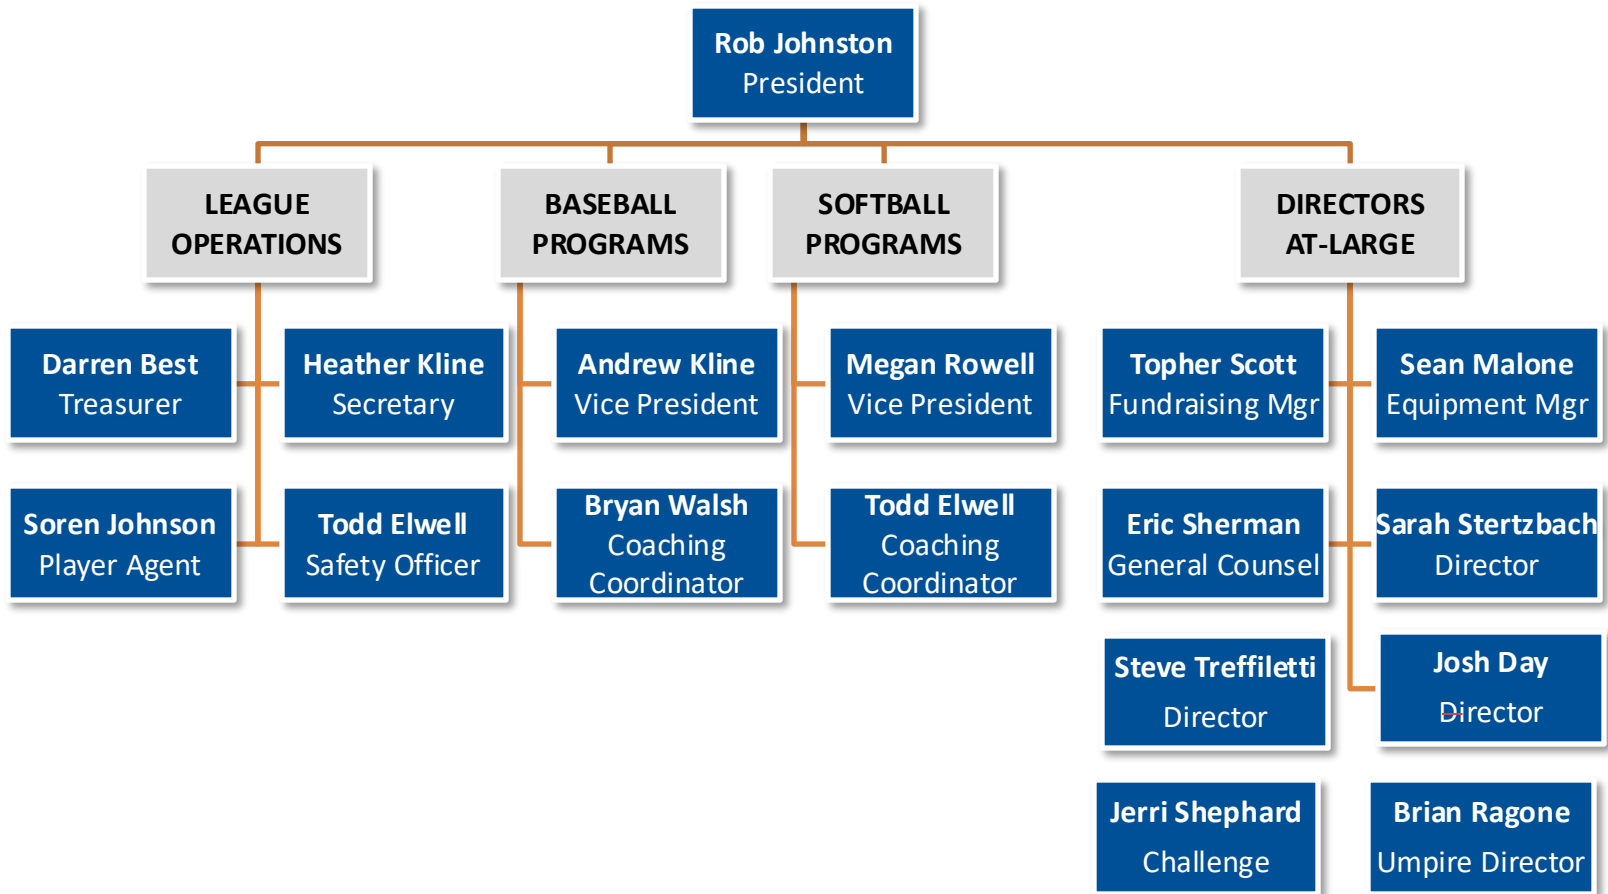 Rob Johnston
President
LEAGUE
OPERATIONS
BASEBALL
PROGRAMS
SOFTBALL
PROGRAMS
DIRECTORS
AT-LARGE
Darren Best
Treasurer
Heather Kline
Secretary
Andrew Kline
Vice President
Megan Rowell
Vice President
Topher Scott
Fundraising Mgr
Sean Malone
Equipment Mgr
Soren Johnson
Player Agent
Todd Elwell
Safety Officer
Bryan Walsh
Coaching
Coordinator
Todd Elwell
Coaching
Coordinator
Eric Sherman
General Counsel
Sarah Stertzbach
Director
Steve Treffiletti
Director
Josh Day
Director
Jerri Shephard
Challenge
Brian Ragone
Umpire Director